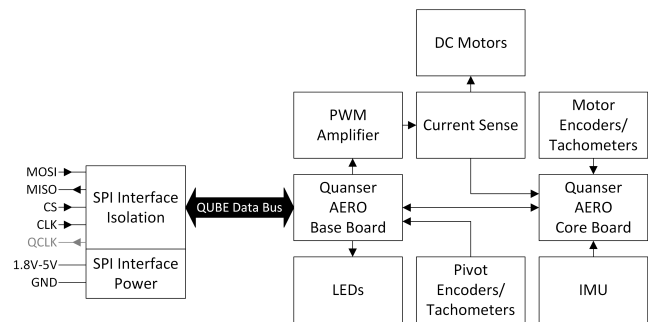 DC Motors
PWM
Amplifier
Current Sense
Motor
Encoders/
Tachometers
MOSI
MISO
CS
CLK
QCLK
SPI Interface
Isolation
QUBE Data Bus
Quanser
AERO
Base Board
Quanser
AERO
Core Board
1.8V-5V
GND
SPI Interface
Power
LEDs
Pivot
Encoders/
Tachometers
IMU